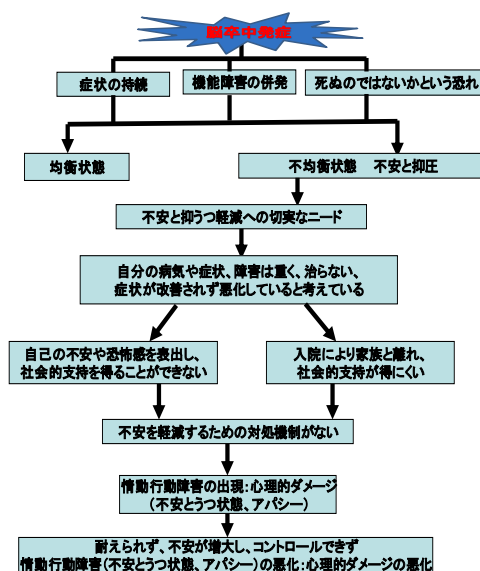 脳卒中発症
症状の持続
機能障害の併発
死ぬのではないかという恐れ
均衡状態
不均衡状態 不安と抑圧
不安と抑うつ軽減への切実なニード
自分の病気や症状、障害は重く、治らない、
症状が改善されず悪化していると考えている
自己の不安や恐怖感を表出し、
社会的支持を得ることができない
入院により家族と離れ、
社会的支持が得にくい
不安を軽減するための対処機制がない
情動行動障害の出現:心理的ダメージ
(不安とうつ状態、アパシー)
耐えられず、不安が増大し、コントロールできず
情動行動障害(不安とうつ状態、アパシー)の悪化:心理的ダメージの悪化